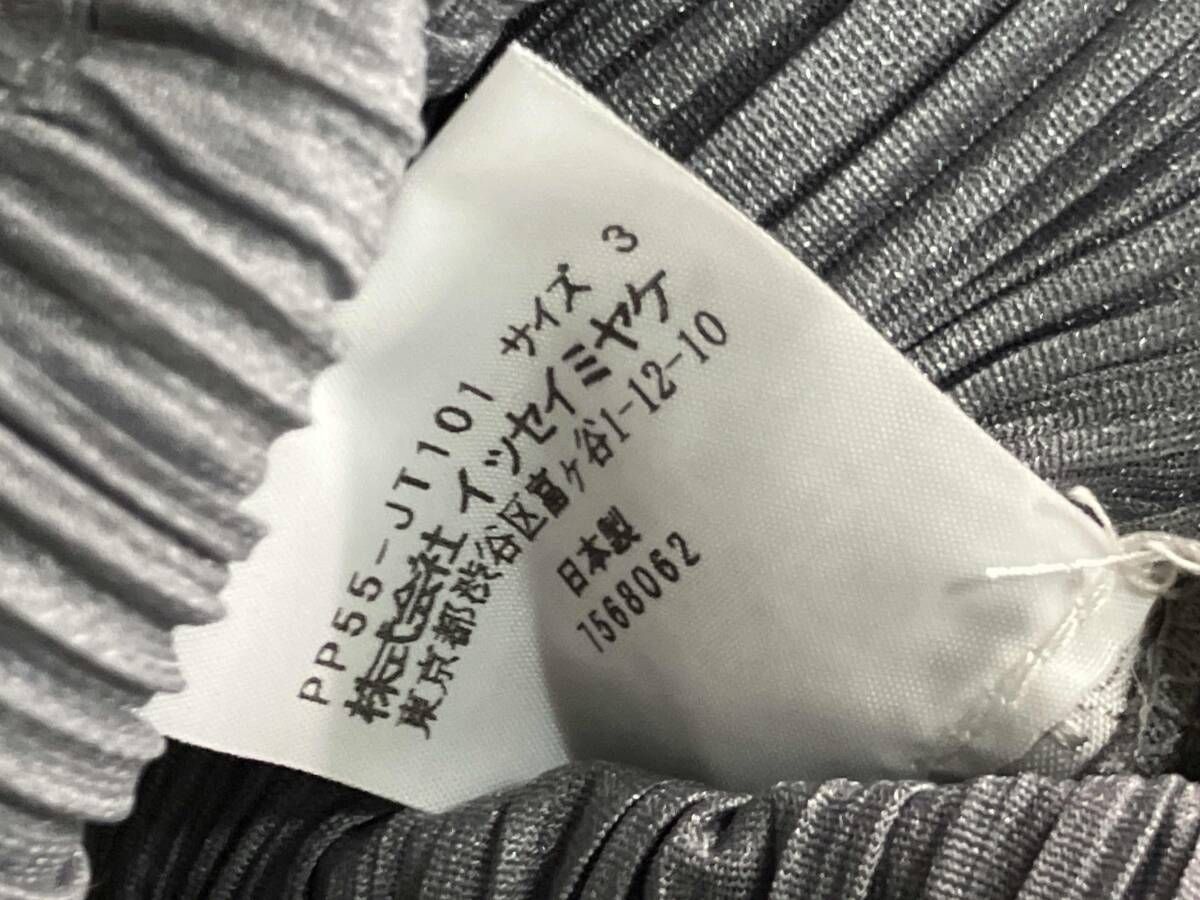 PP55-JT101 サイズ 3
株式会社 イッセイミヤケ
東京都渋谷区富ヶ谷1-12-10
日本製
7568062